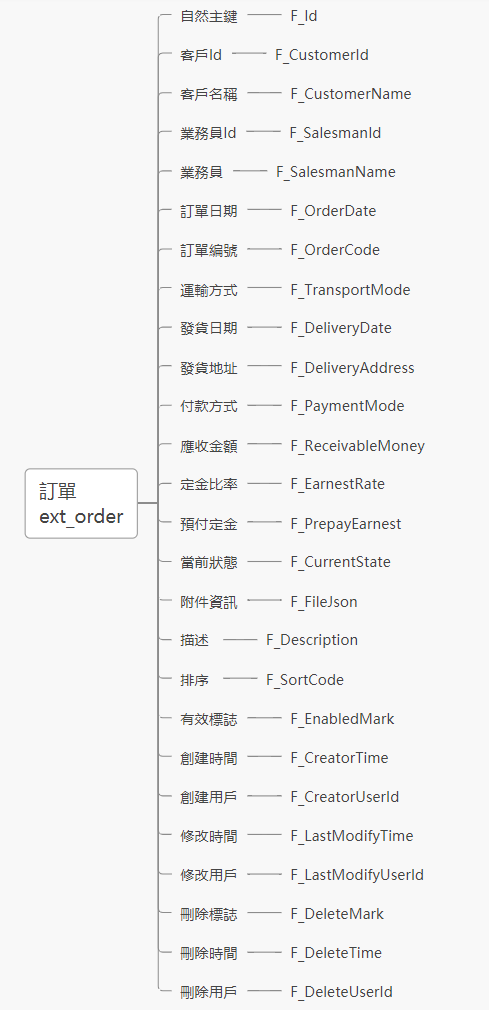 訂單
ext_order
自然主鍵 F_Id
客戶Id F_CustomerId
客戶名稱 F_CustomerName
業務員Id F_SalesmanId
業務員 F_SalesmanName
訂單日期 F_OrderDate
訂單編號 F_OrderCode
運輸方式 F_TransportMode
發貨日期 F_DeliveryDate
發貨地址 F_DeliveryAddress
付款方式 F_PaymentMode
應收金額 F_ReceivableMoney
定金比率 F_EarnestRate
預付定金 F_PrepayEarnest
當前狀態 F_CurrentState
附件資訊 F_FileJson
描述 F_Description
排序 F_SortCode
有效標誌 F_EnabledMark
創建時間 F_CreatorTime
創建用戶 F_CreatorUserId
修改時間 F_LastModifyTime
修改用戶 F_LastModifyUserId
刪除標誌 F_DeleteMark
刪除時間 F_DeleteTime
刪除用戶 F_DeleteUserId